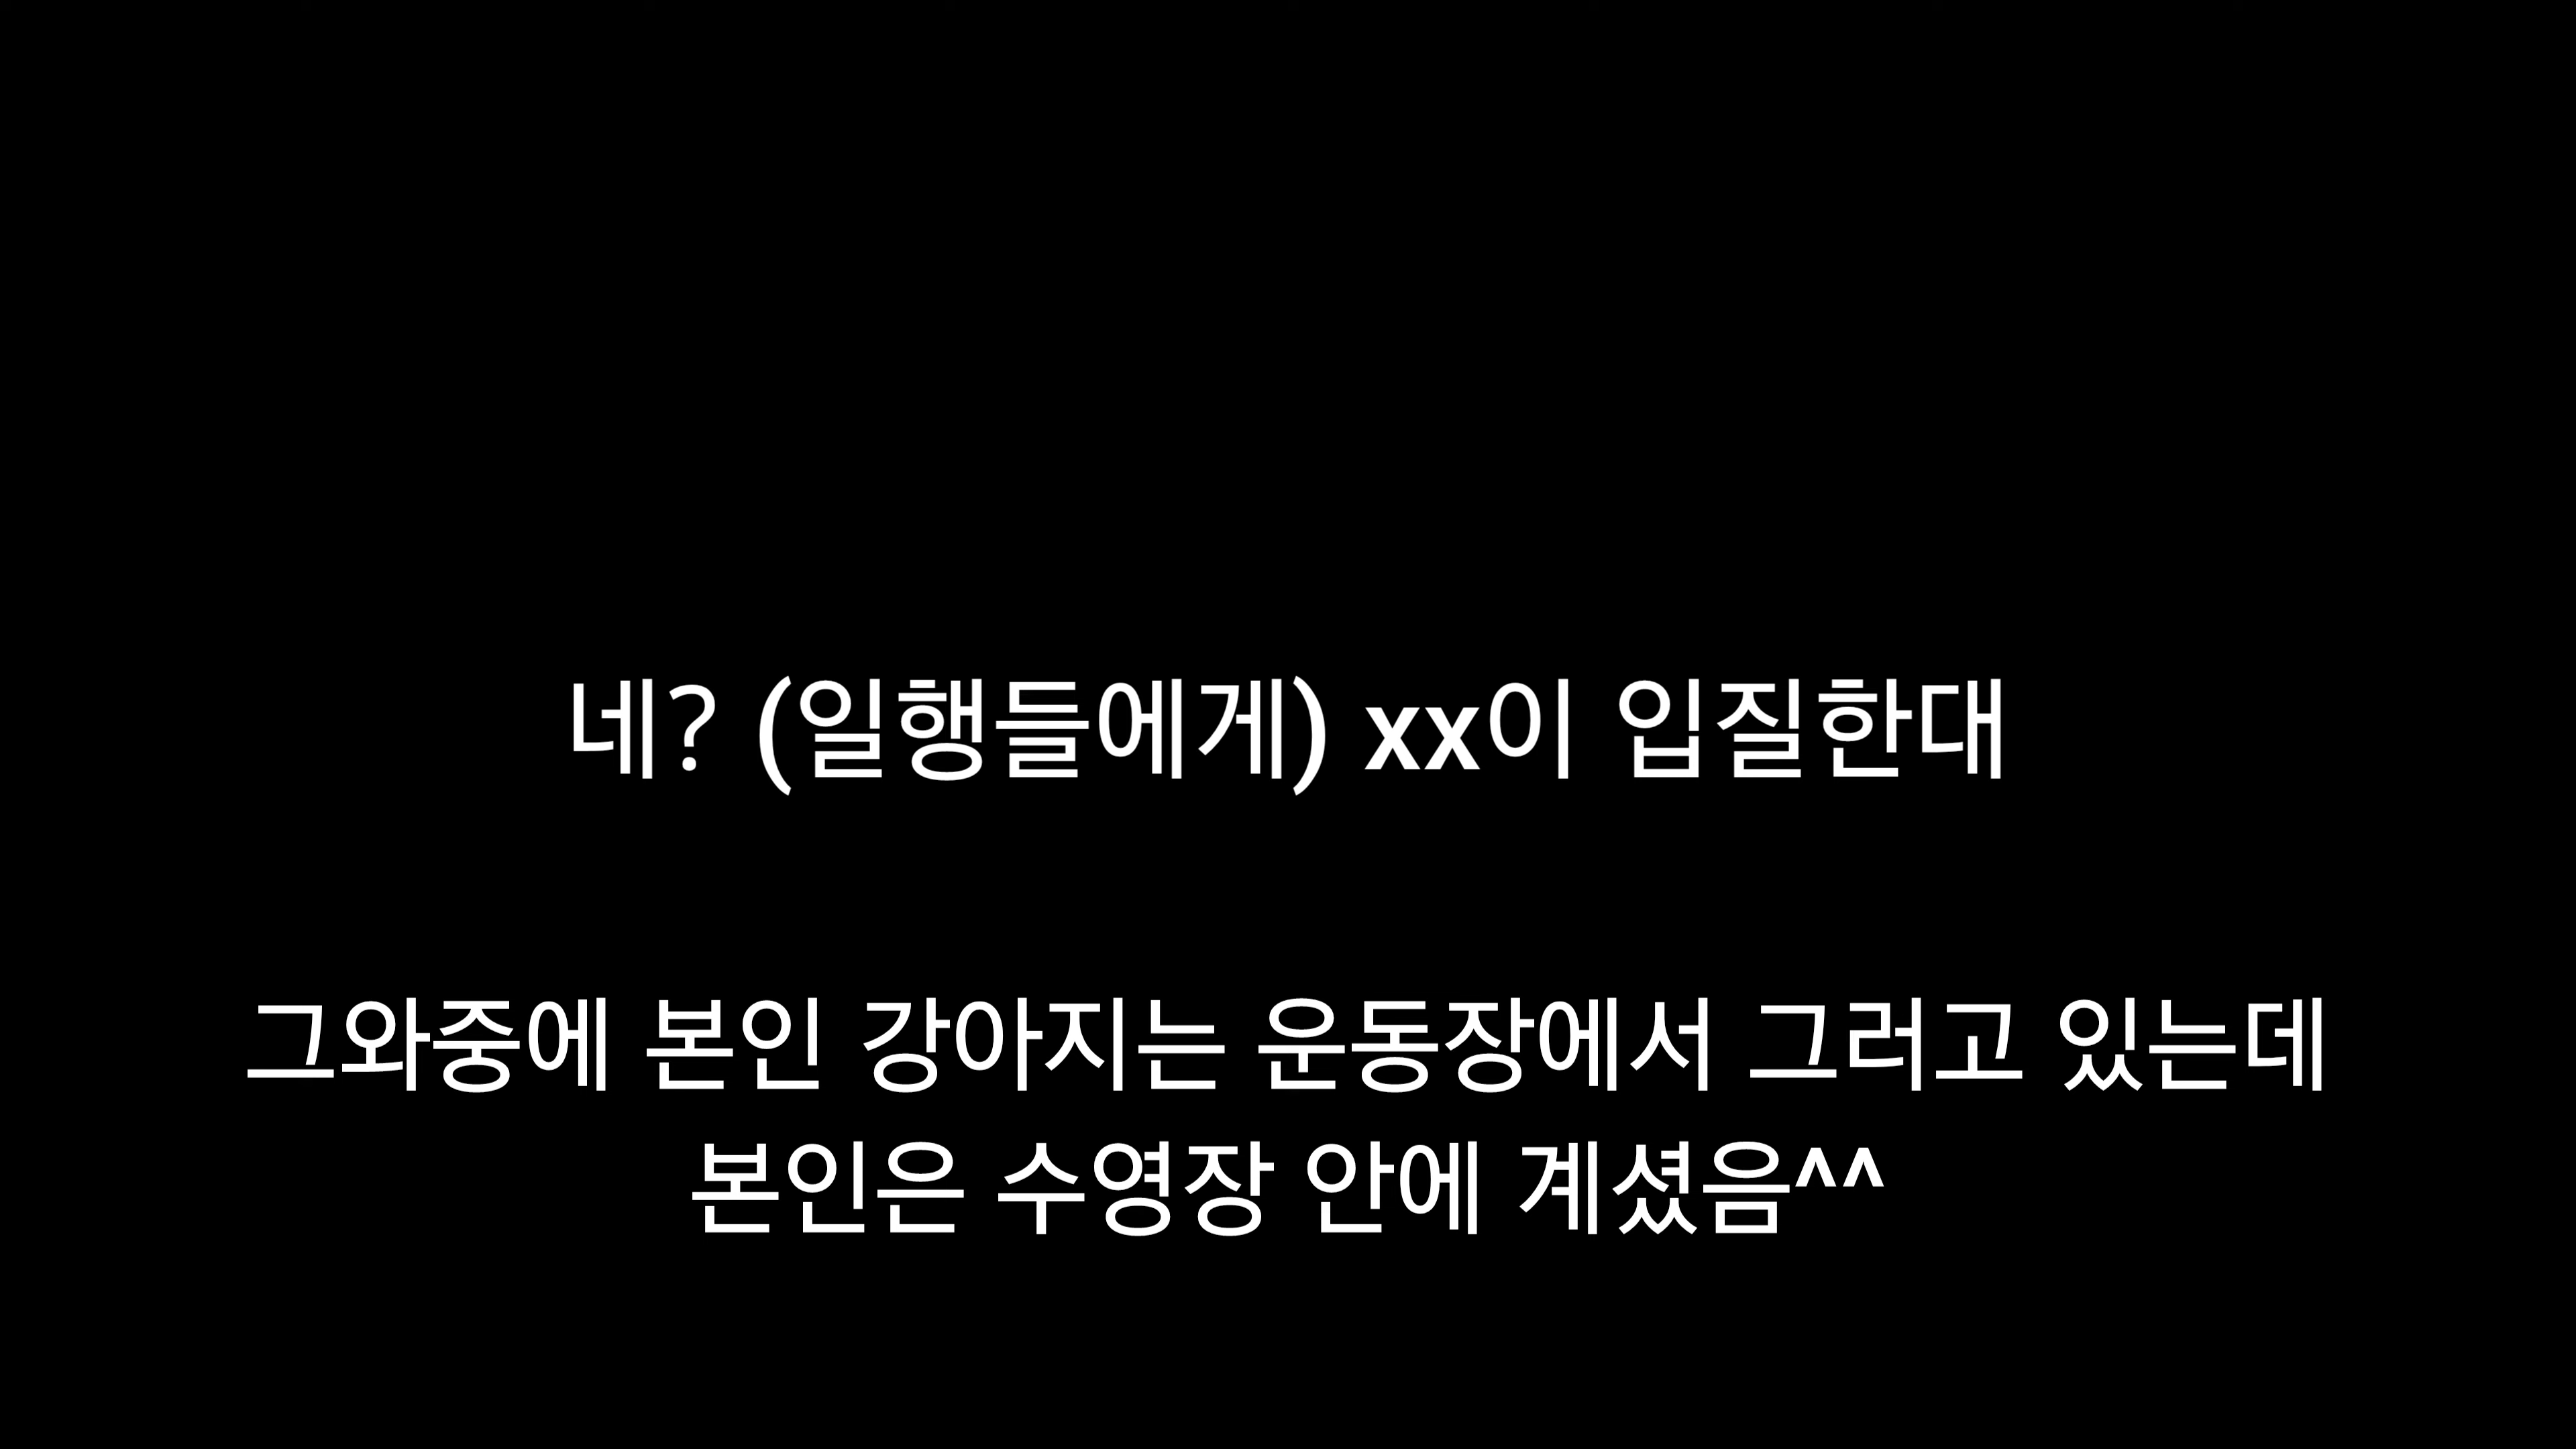 네? (일행들에게) xx이 입질한대
그와중에 본인 강아지는 운동장에서 그러고 있는데
본인은 수영장 안에 계셨음^^